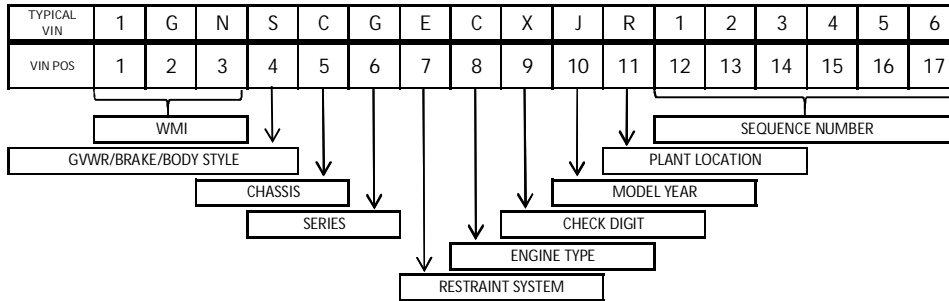 TYPICAL VIN 1 G N S C G E C X J R 1 2 3 4 5 6
VIN POS 1 2 3 4 5 6 7 8 9 10 11 12 13 14 15 16 17
WMI SEQUENCE NUMBER
GVWR/BRAKE/BODY STYLE PLANT LOCATION
CHASSIS MODEL YEAR
SERIES CHECK DIGIT
ENGINE TYPE
RESTRAINT SYSTEM